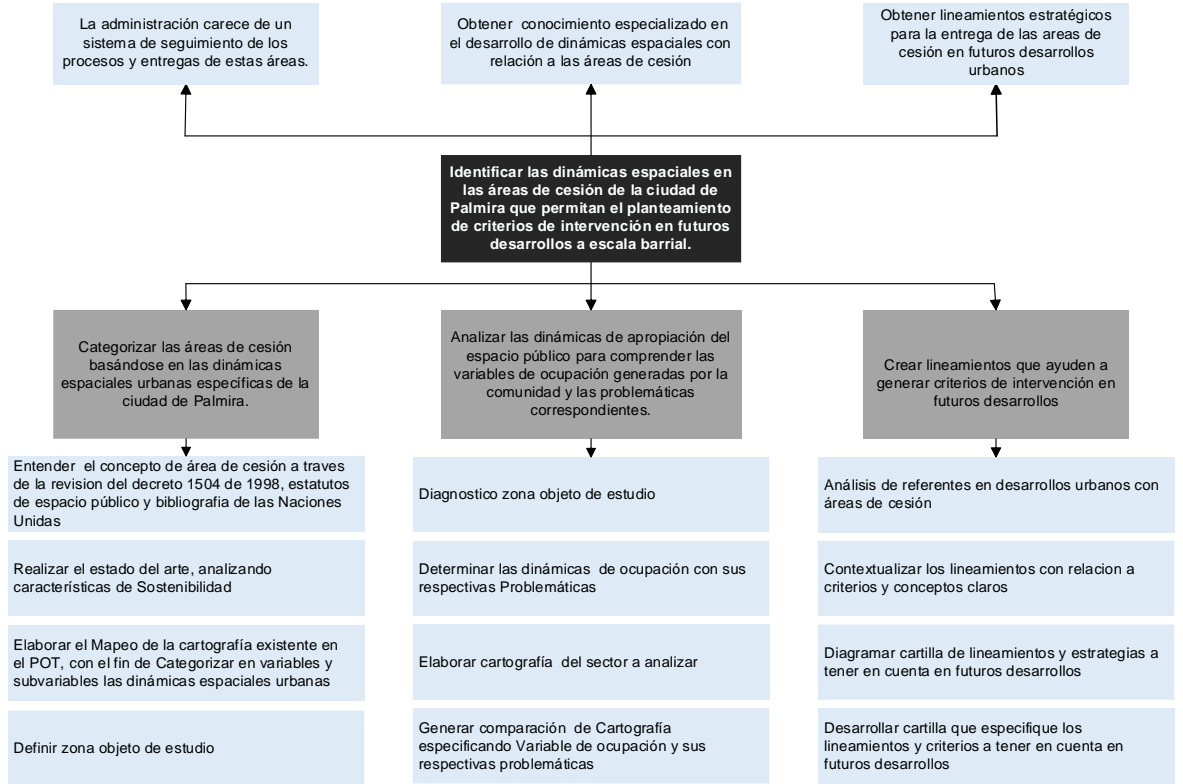 La administración carece de un
sistema de seguimiento de los
procesos y entregas de estas áreas.
Obtener conocimiento especializado en
el desarrollo de dinámicas espaciales con
relación a las áreas de cesión
Obtener lineamientos estratégicos
para la entrega de las areas de
cesión en futuros desarrollos
urbanos
Identificar las dinámicas espaciales en
las áreas de cesión de la ciudad de
Palmira que permitan el planteamiento
de criterios de intervención en futuros
desarrollos a escala barrial.
Categorizar las áreas de cesión
basándose en las dinámicas
espaciales urbanas específicas de la
ciudad de Palmira.
Analizar las dinámicas de apropiación del
espacio público para comprender las
variables de ocupación generadas por la
comunidad y las problemáticas
correspondientes.
Crear lineamientos que ayuden a
generar criterios de intervención en
futuros desarrollos
Entender el concepto de área de cesión a traves
de la revision del decreto 1504 de 1998, estatutos
de espacio público y bibliografia de las Naciones
Unidas
Realizar el estado del arte, analizando
características de Sostenibilidad
Elaborar el Mapeo de la cartografía existente en
el POT, con el fin de Categorizar en variables y
subvariables las dinámicas espaciales urbanas
Definir zona objeto de estudio
Diagnostico zona objeto de estudio
Determinar las dinámicas de ocupación con sus
respectivas Problemáticas
Elaborar cartografía del sector a analizar
Generar comparación de Cartografía
especificando Variable de ocupación y sus
respectivas problemáticas
Análisis de referentes en desarrollos urbanos con
áreas de cesión
Contextualizar los lineamientos con relacion a
criterios y conceptos claros
Diagramar cartilla de lineamientos y estrategias a
tener en cuenta en futuros desarrollos
Desarrollar cartilla que especifique los
lineamientos y criterios a tener en cuenta en
futuros desarrollos